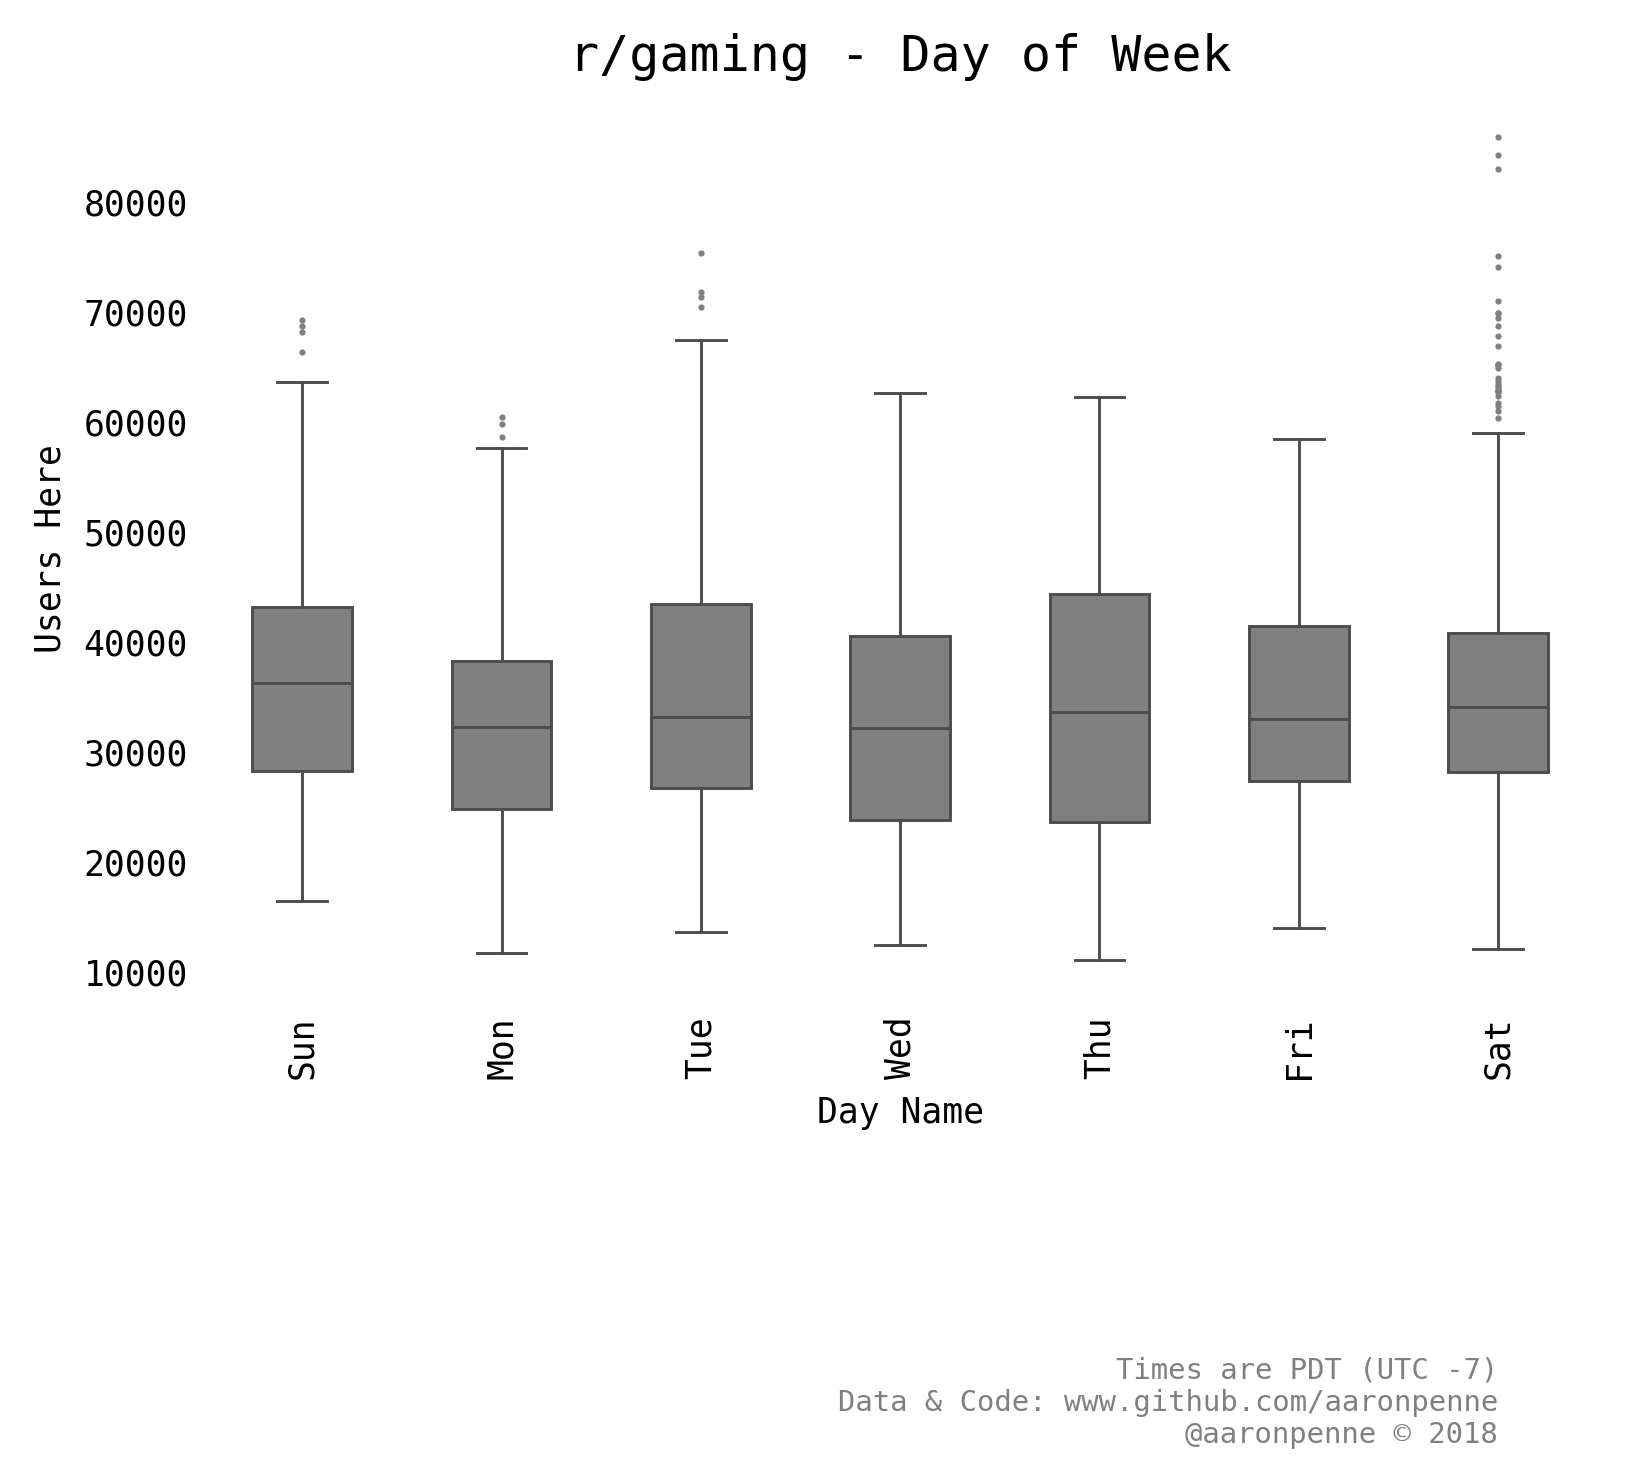 r/gaming - Day of Week
80000
70000
60000
50000
40000
30000
20000
10000
Users Here
Sun
Mon
Tue
Wed
Thu
Fri
Sat
Day Name
Times are PDT (UTC -7)
Data & Code: www.github.com/aaronpenne
@aaronpenne © 2018